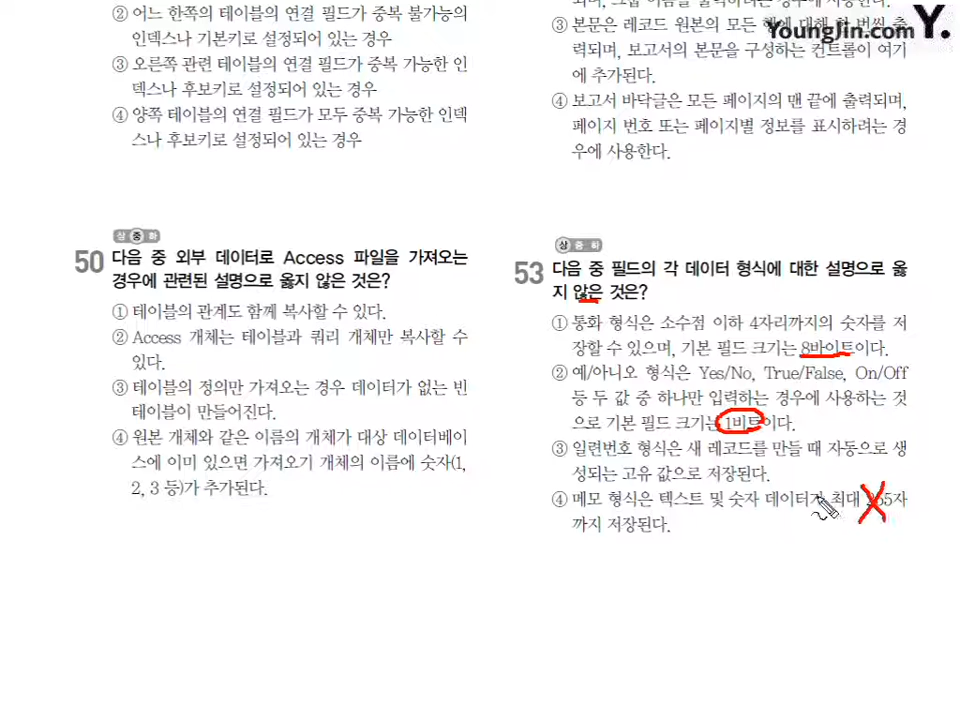 ② 어느 한쪽의 테이블의 연결 필드가 중복 불가능의
인덱스나 기본키로 설정되어 있는 경우
③ 오른쪽 관련 테이블의 연결 필드가 중복 가능한 인
덱스나 후보키로 설정되어 있는 경우
④ 양쪽 테이블의 연결 필드가 모두 중복 가능한 인덱
스나 후보키로 설정되어 있는 경우
상 중 하
50 다음 중 외부 데이터로 Access 파일을 가져오는
경우에 관련된 설명으로 옳지 않은 것은?
① 테이블의 관계도 함께 복사할 수 있다.
② Access 개체는 테이블과 쿼리 개체만 복사할 수
있다.
③ 테이블의 정의만 가져오는 경우 데이터가 없는 빈
테이블이 만들어진다.
④ 원본 개체와 같은 이름의 개체가 대상 데이터베이
스에 이미 있으면 가져오기 개체의 이름에 숫자(1,
2, 3 등)가 추가된다.
YoungJin.com Y.
③ 본문은 레코드 원본의 모든 행에 대해 한 번씩 출
력되며, 보고서의 본문을 구성하는 컨트롤이 여기
에 추가된다.
④ 보고서 바닥글은 모든 페이지의 맨 끝에 출력되며,
페이지 번호 또는 페이지별 정보를 표시하려는 경
우에 사용한다.
상 중 하
53 다음 중 필드의 각 데이터 형식에 대한 설명으로 옳
지 않은 것은?
① 통화 형식은 소수점 이하 4자리까지의 숫자를 저
장할 수 있으며, 기본 필드 크기는 8바이트이다.
② 예/아니오 형식은 Yes/No, True/False, On/Off
등 두 값 중 하나만 입력하는 경우에 사용하는 것
으로 기본 필드 크기는 1비트이다.
③ 일련번호 형식은 새 레코드를 만들 때 자동으로 생
성되는 고유 값으로 저장된다.
④ 메모 형식은 텍스트 및 숫자 데이터가 최대 255자
까지 저장된다.